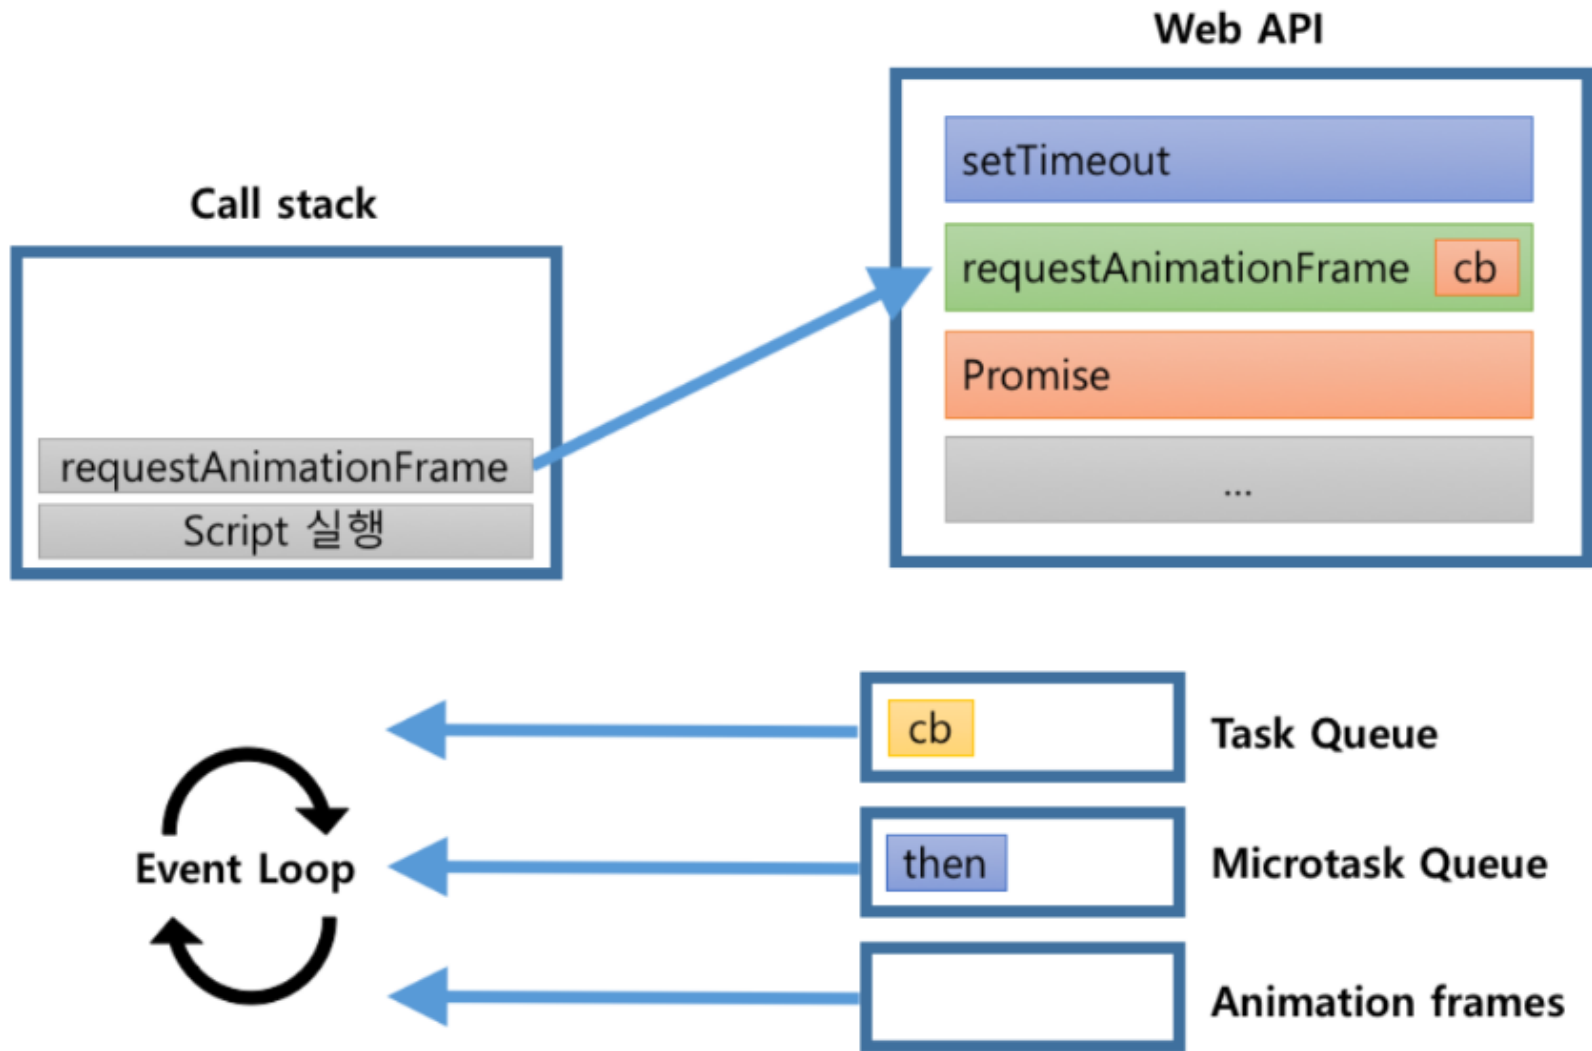 Web API
setTimeout
Call stack
requestAnimationFrame cb
Promise
requestAnimationFrame
...
Script 실행
cb
Task Queue
then
Microtask Queue
Event Loop
Animation frames